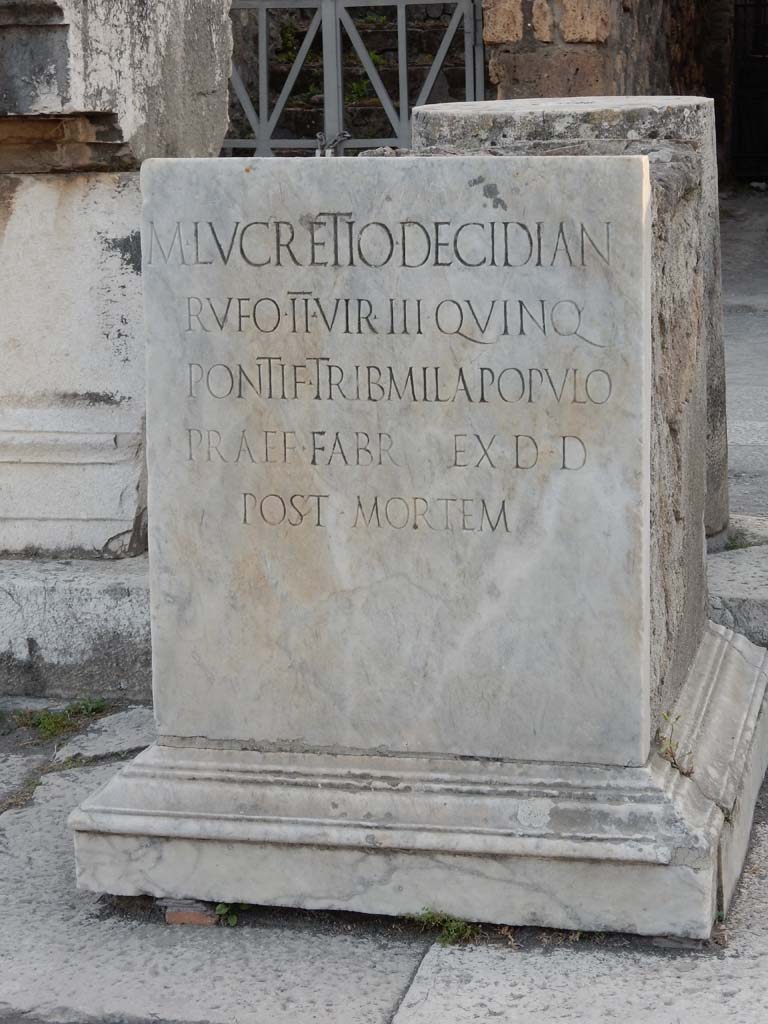 M·LVCRETIO·DECIDIAN
RVFO·II·VIR·III·QVINQ
PONTIF·TRIB·MIL·A·POPVLO
PRAEF·FABR EX·D·D
POST·MORTEM